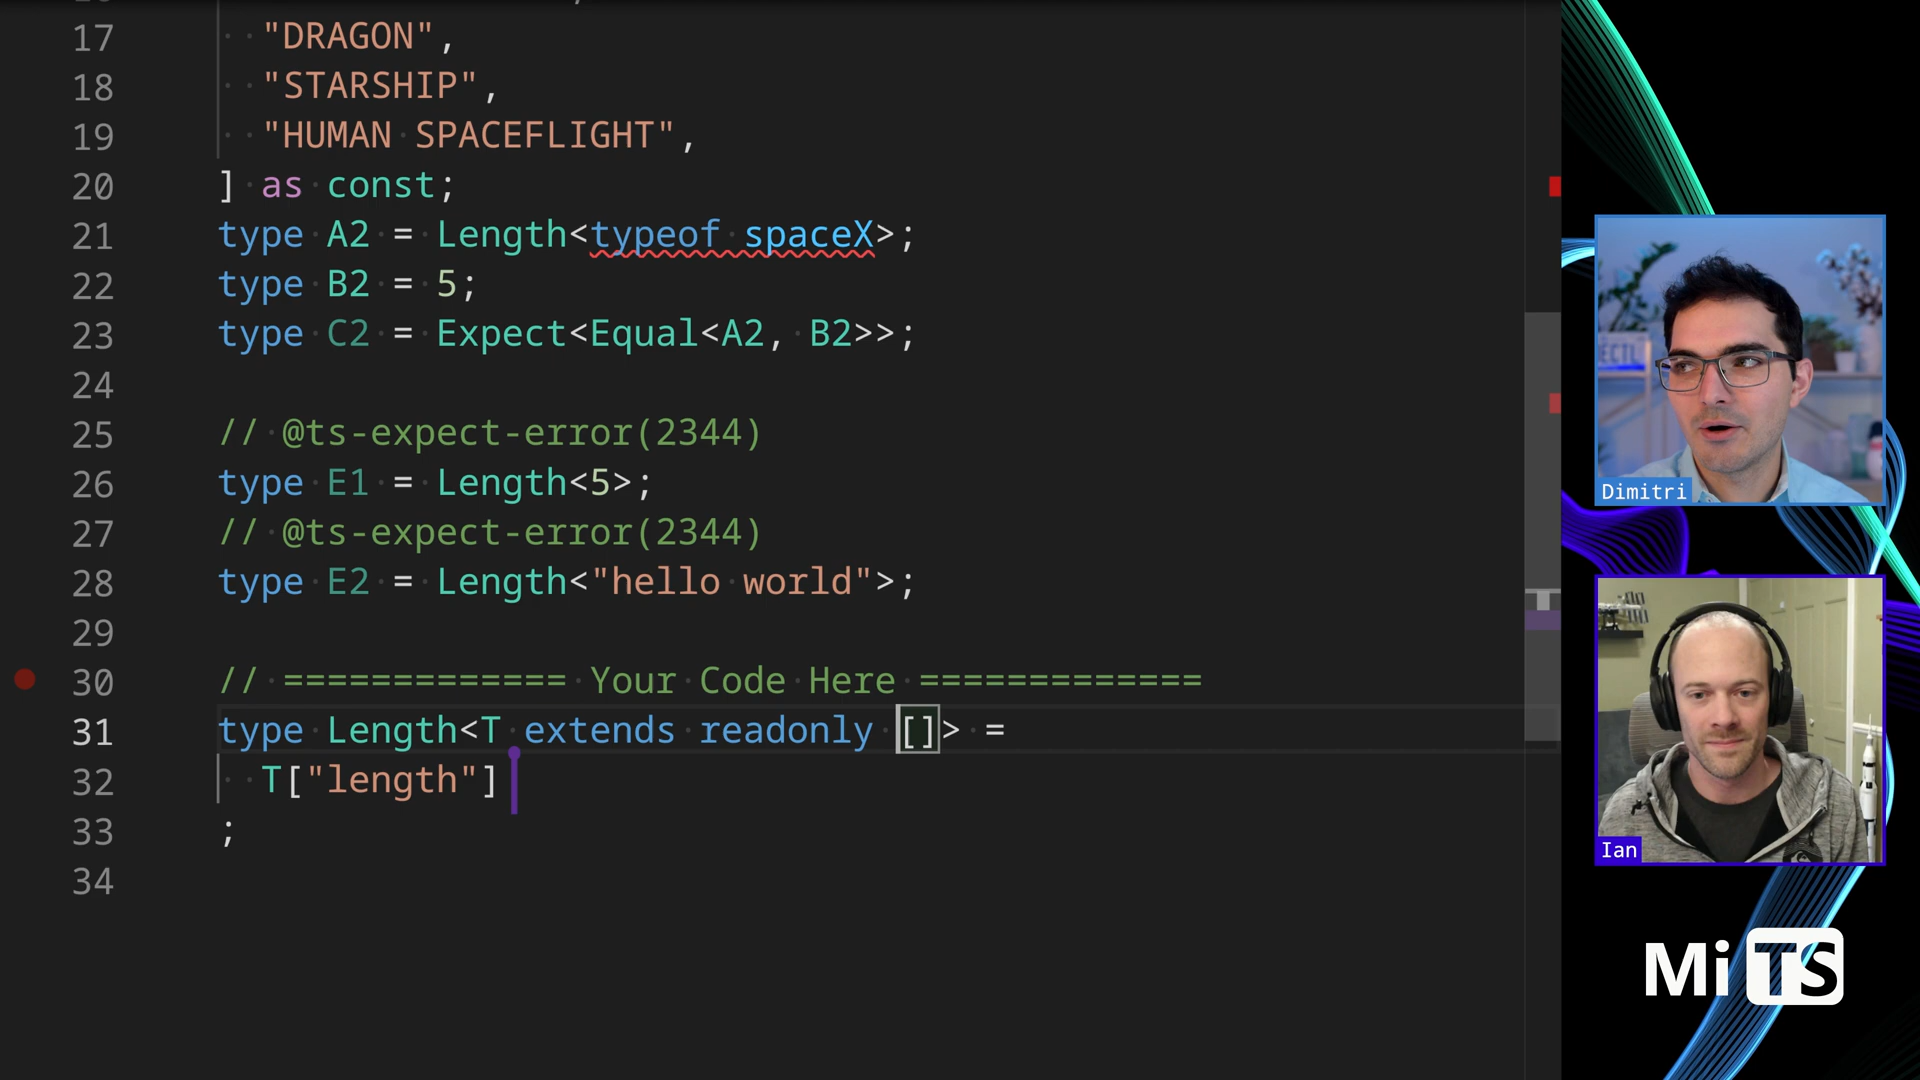 17 "DRAGON",
18 "STARSHIP",
19 "HUMAN SPACEFLIGHT",
20 ] as const;
21 type A2 = Length<typeof spaceX>;
22 type B2 = 5;
23 type C2 = Expect<Equal<A2, B2>>;
24
25 // @ts-expect-error(2344)
26 type E1 = Length<5>;
27 // @ts-expect-error(2344)
28 type E2 = Length<"hello world">;
29
30 // ============= Your Code Here =============
31 type Length<T extends readonly []> =
32 T["length"]
33 ;
34
ECTL
Dimitri
Ian
Mi TS